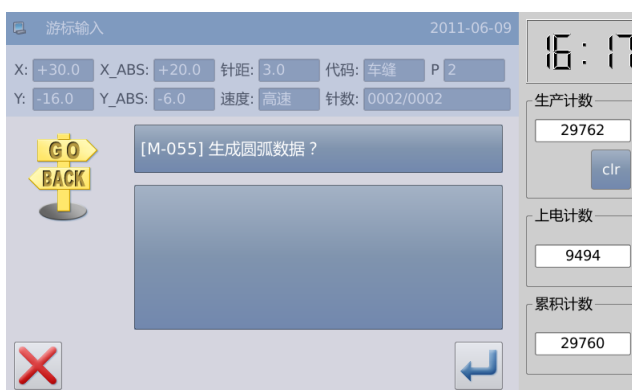 游标输入 2011-06-09
X: +30.0 X_ABS: +20.0 针距: 3.0 代码: 车缝 P 2
Y: -16.0 Y_ABS: -6.0 速度: 高速 针数: 0002/0002
GO
BACK
[M-055] 生成圆弧数据 ?
16:17
生产计数
29762
clr
上电计数
9494
累积计数
29760